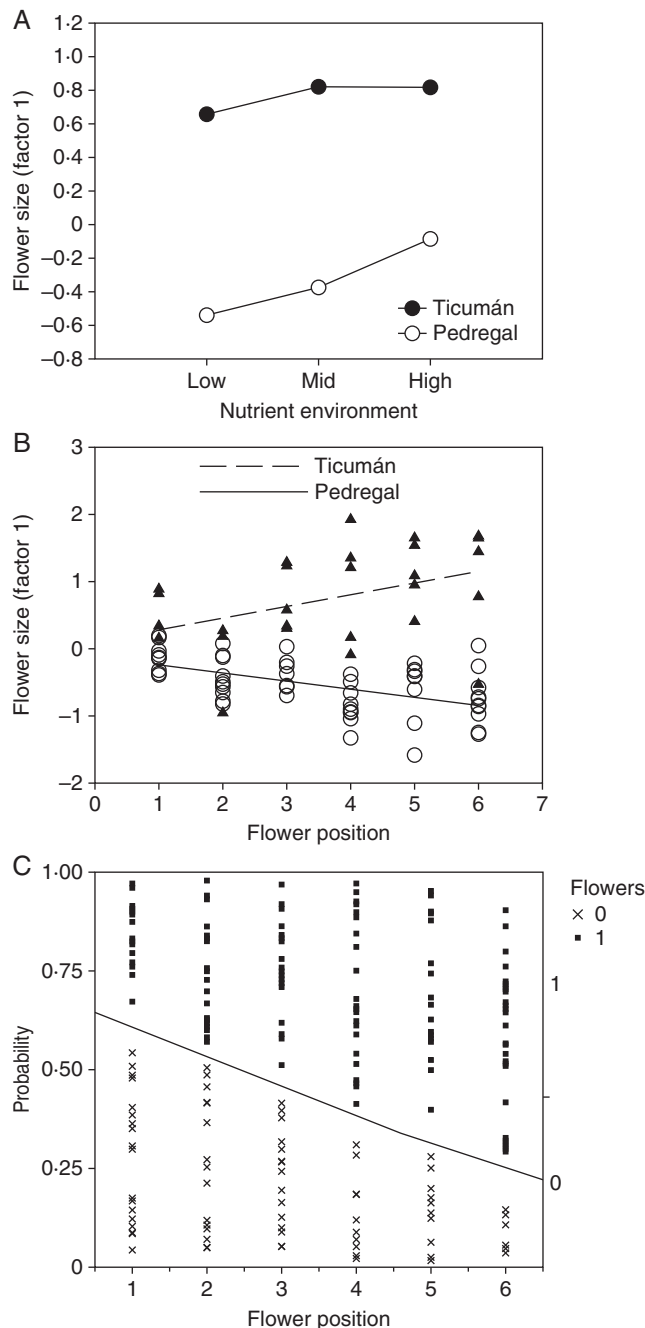 A
1·2
1·0
0·8
0·6
0·4
0·2
0
–0·2
–0·4
–0·6
–0·8
Flower size (factor 1)
Ticumán
Pedregal
Low Mid High
Nutrient environment
B
3
2
1
0
–1
–2
Flower size (factor 1)
Ticumán
Pedregal
0 1 2 3 4 5 6 7
Flower position
C
1·00
0·75
0·50
0·25
0
Probability
Flowers
0
1
1
0
1 2 3 4 5 6
Flower position